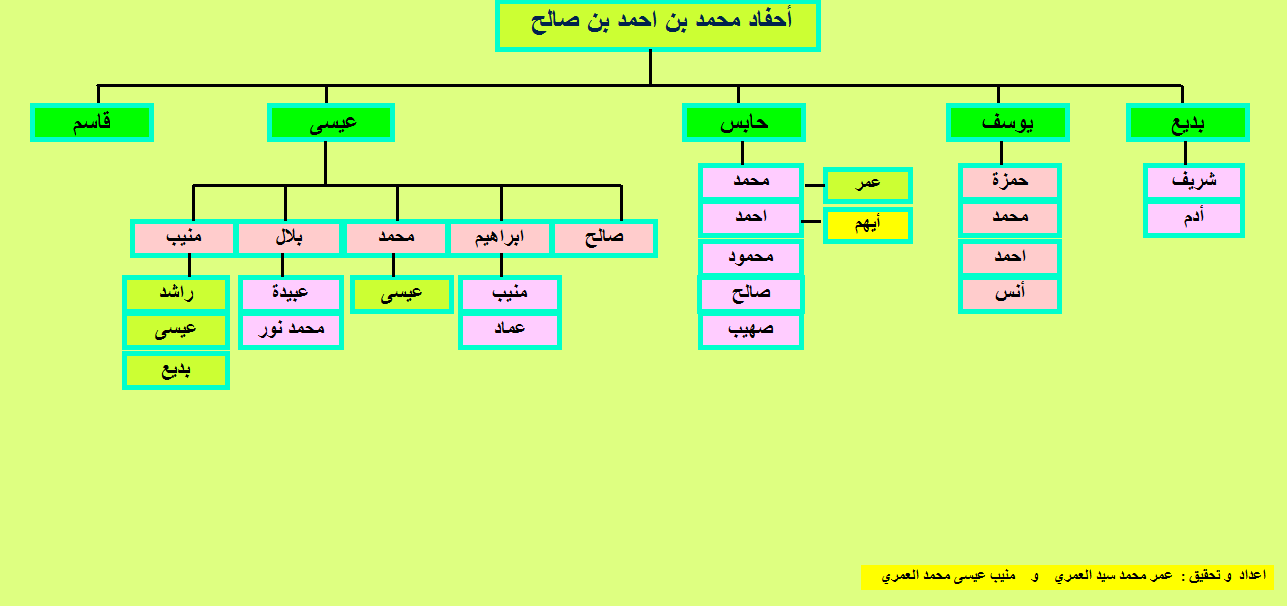 أحفاد محمد بن احمد بن صالح
بديع
يوسف
حابس
عيسى
قاسم
شريف
أدم
حمزة
محمد
احمد
أنس
محمد
عمر
احمد
أيهم
محمود
صالح
صهيب
صالح
ابراهيم
محمد
بلال
منيب
منيب
عماد
عيسى
عبيدة
محمد نور
راشد
عيسى
بديع
اعداد و تحقيق : عمر محمد سيد العمري و منيب عيسى محمد العمري